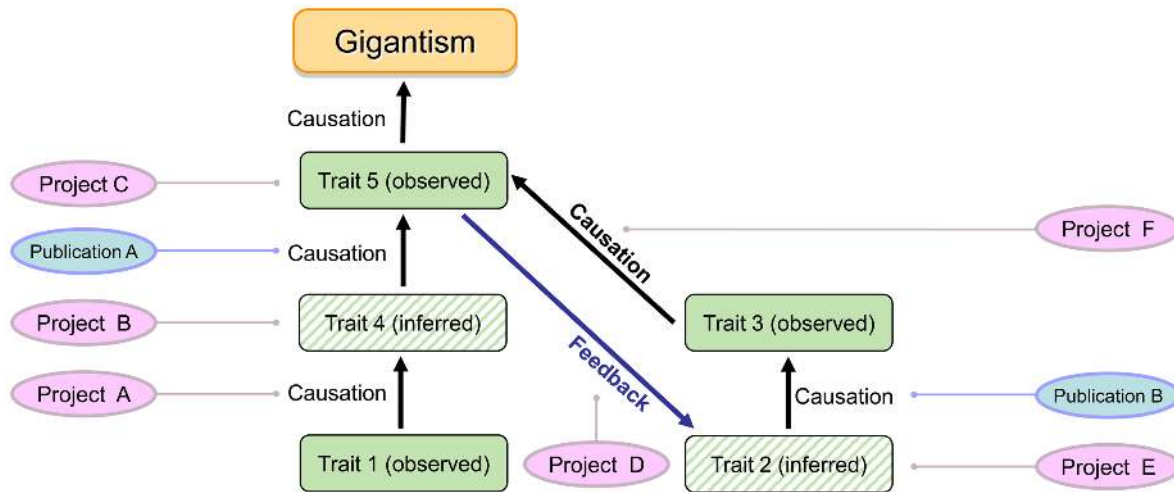 Gigantism
Causation
Project C
Trait 5 (observed)
Publication A
Causation
Causation
Project F
Project B
Trait 4 (inferred)
Trait 3 (observed)
Feedback
Project A
Causation
Causation
Publication B
Trait 1 (observed)
Project D
Trait 2 (inferred)
Project E